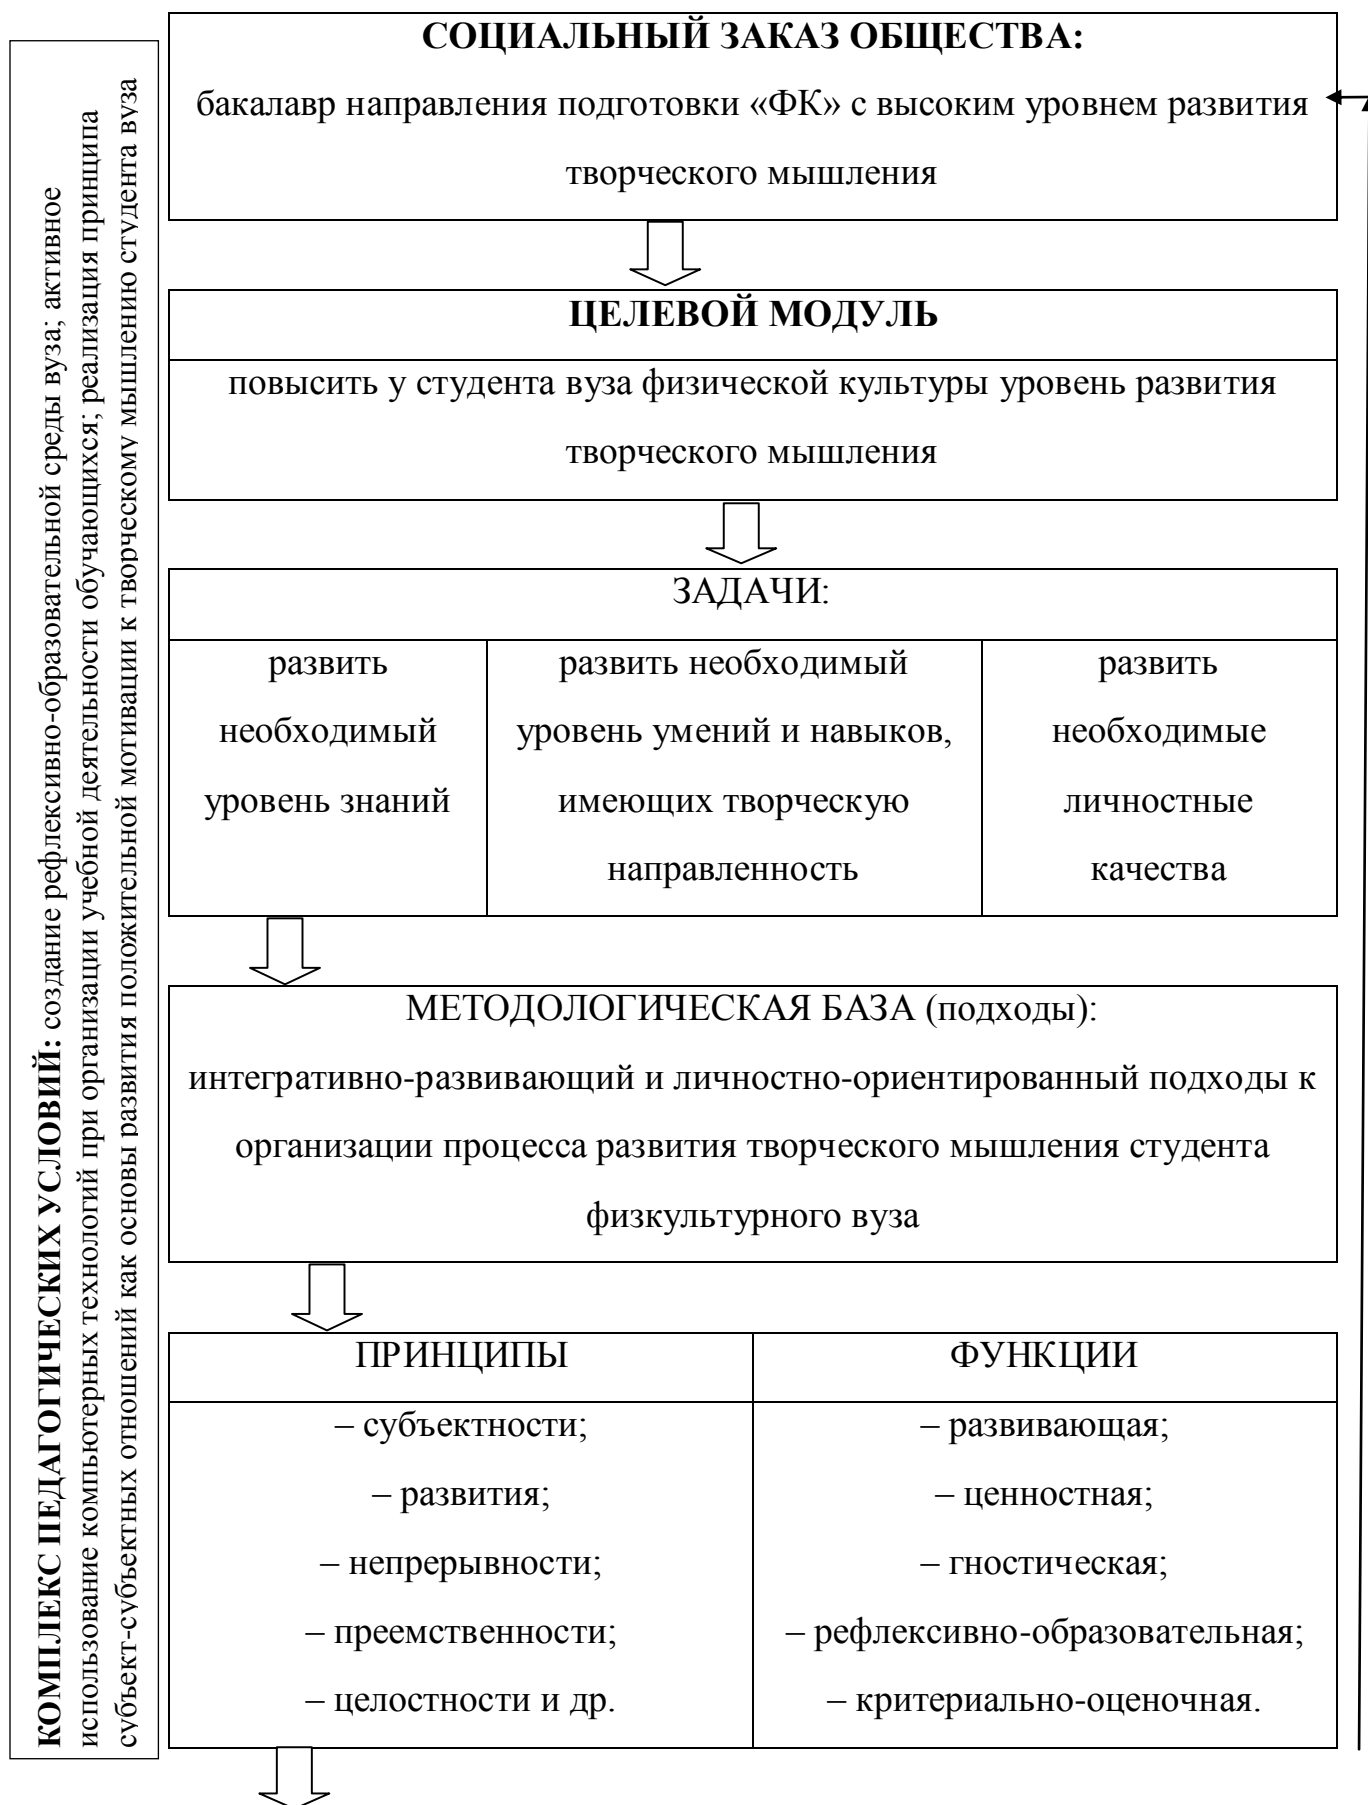 КОМПЛЕКС ПЕДАГОГИЧЕСКИХ УСЛОВИЙ: создание рефлексивно-образовательной среды вуза; активное
использование компьютерных технологий при организации учебной деятельности обучающихся; реализация принципа
субъект-субъектных отношений как основы развития положительной мотивации к творческому мышлению студента вуза
СОЦИАЛЬНЫЙ ЗАКАЗ ОБЩЕСТВА:
бакалавр направления подготовки «ФК» с высоким уровнем развития
творческого мышления
ЦЕЛЕВОЙ МОДУЛЬ
повысить у студента вуза физической культуры уровень развития
творческого мышления
ЗАДАЧИ:
развить
необходимый
уровень знаний
развить необходимый
уровень умений и навыков,
имеющих творческую
направленность
развить
необходимые
личностные
качества
МЕТОДОЛОГИЧЕСКАЯ БАЗА (подходы):
интегративно-развивающий и личностно-ориентированный подходы к
организации процесса развития творческого мышления студента
физкультурного вуза
ПРИНЦИПЫ
– субъектности;
– развития;
– непрерывности;
– преемственности;
– целостности и др.
ФУНКЦИИ
– развивающая;
– ценностная;
– гностическая;
– рефлексивно-образовательная;
– критериально-оценочная.